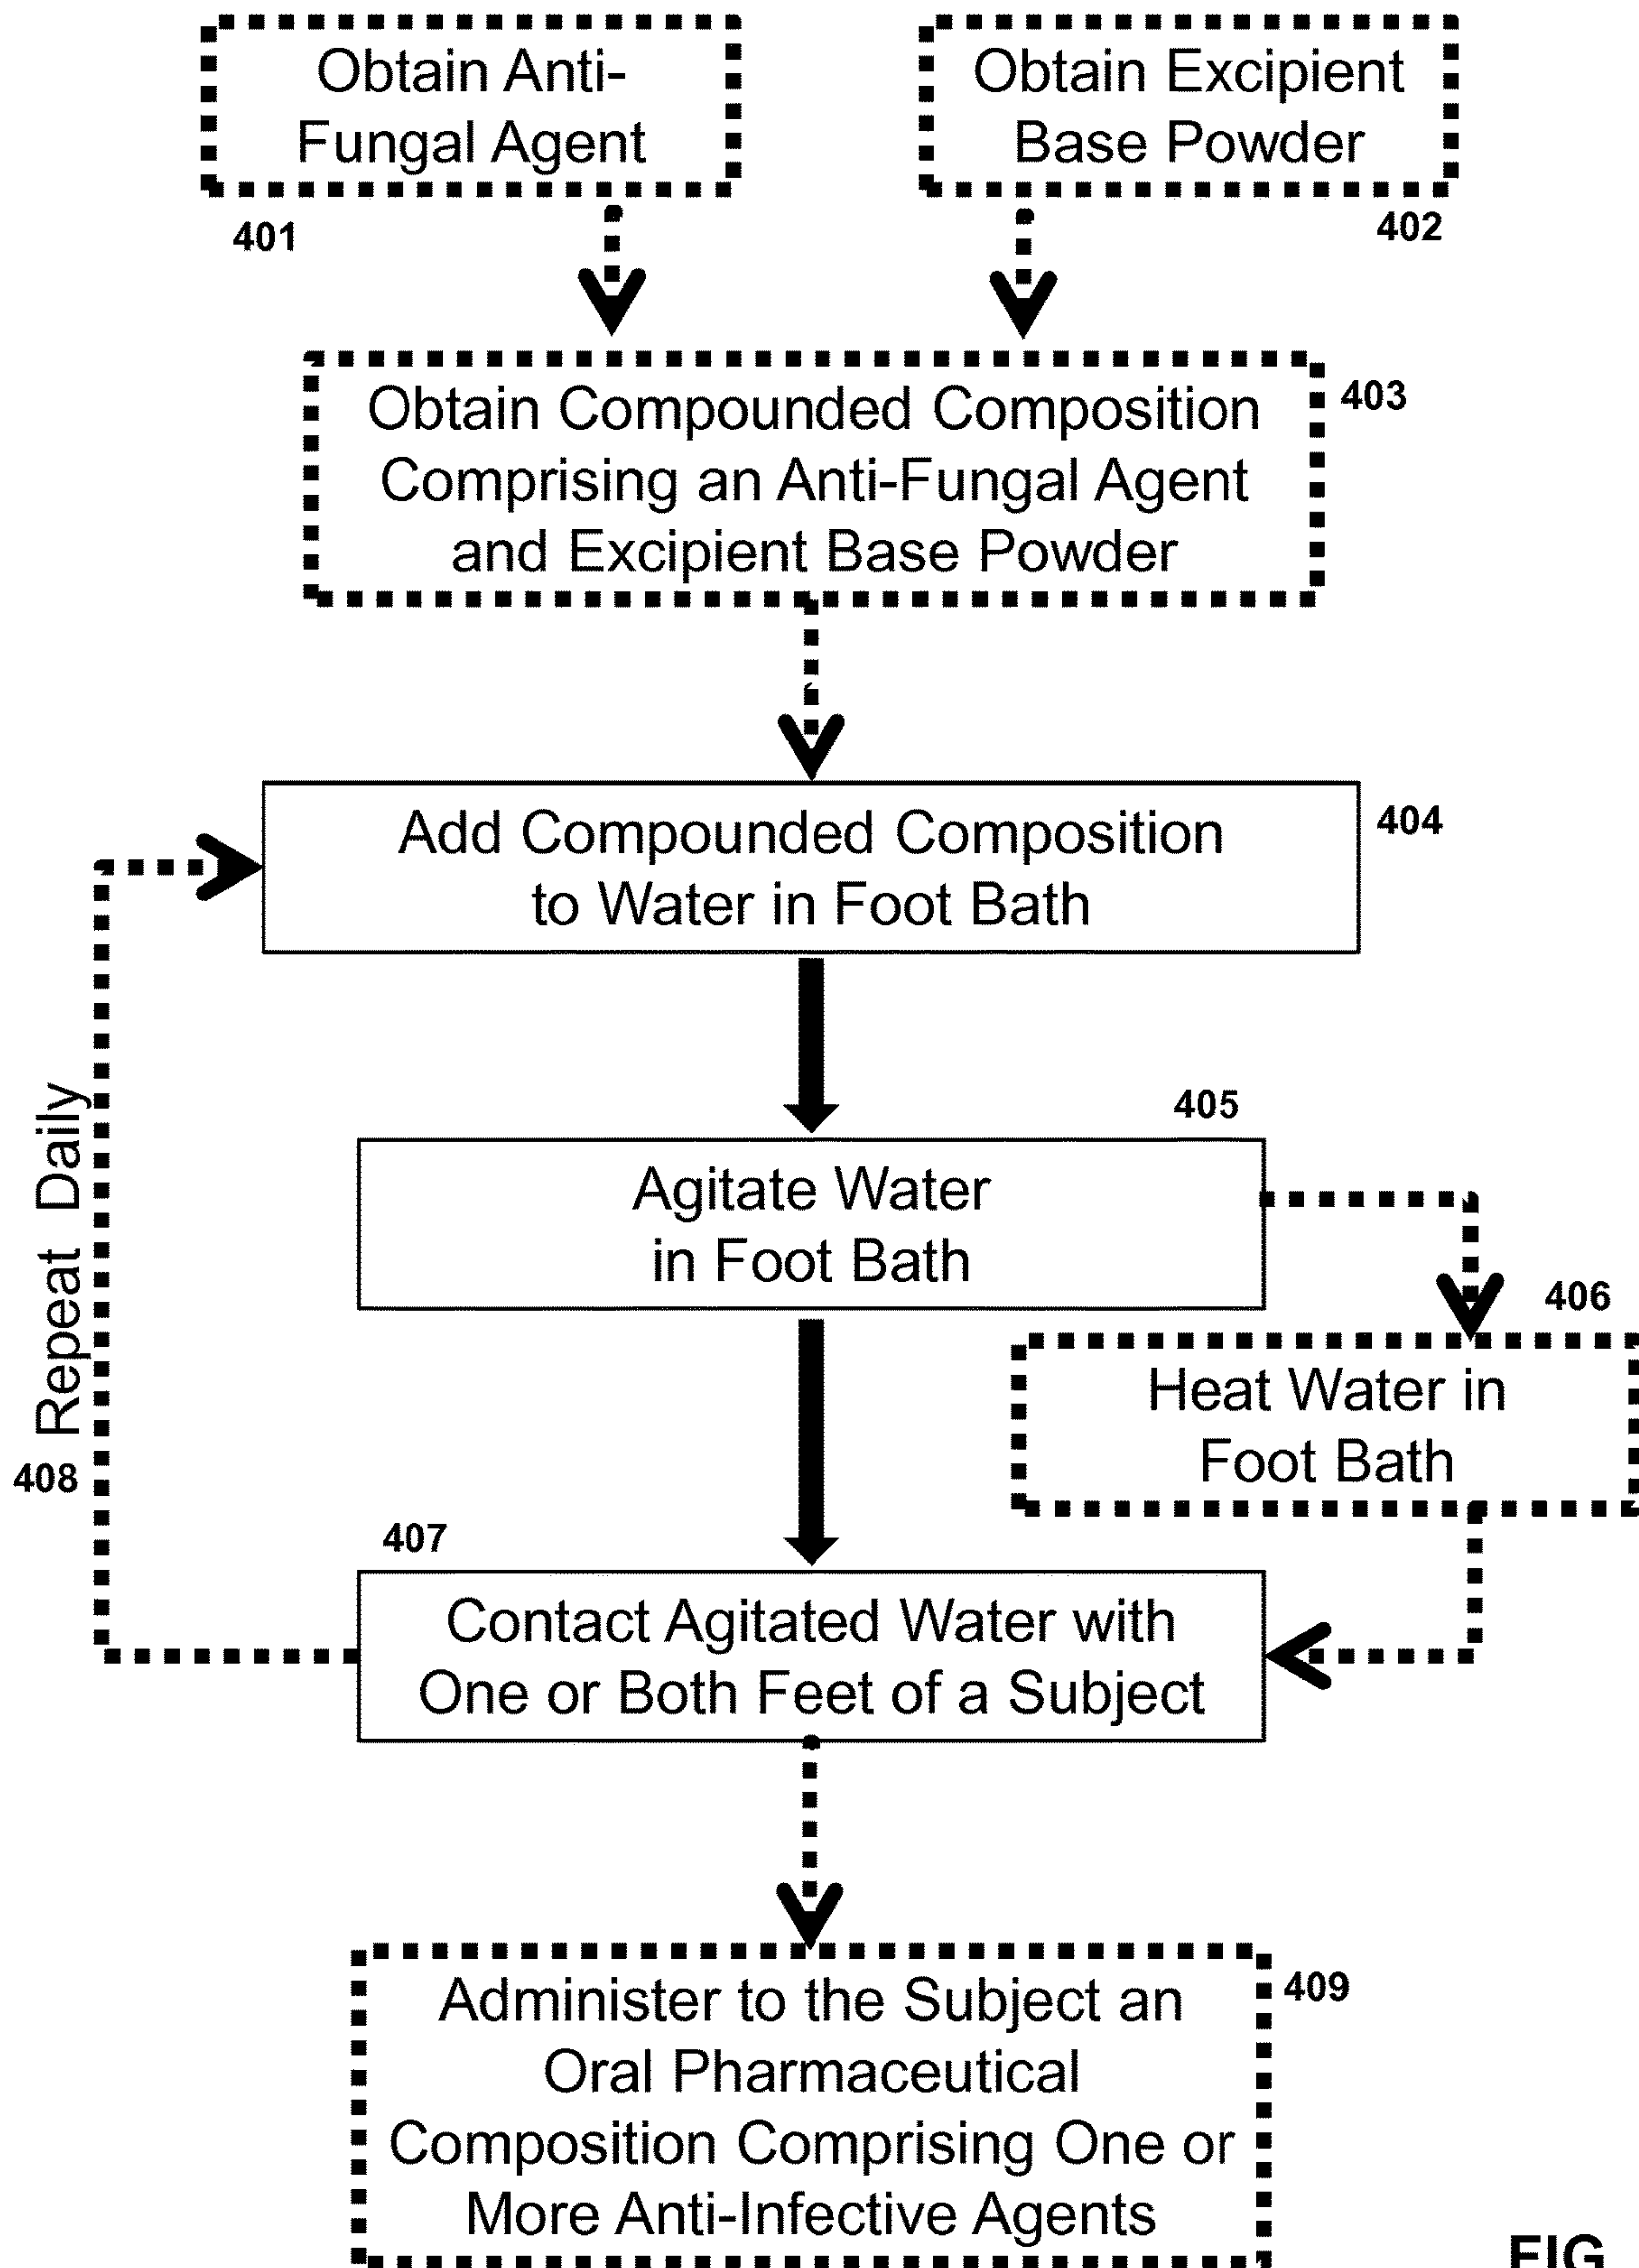 Obtain Anti-
Fungal Agent
401
Obtain Excipient
Base Powder
402
Obtain Compounded Composition
Comprising an Anti-Fungal Agent
and Excipient Base Powder
403
Add Compounded Composition
to Water in Foot Bath
404
Agitate Water
in Foot Bath
405
Heat Water in
Foot Bath
406
Contact Agitated Water with
One or Both Feet of a Subject
407
Repeat Daily
408
Administer to the Subject an
Oral Pharmaceutical
Composition Comprising One or
More Anti-Infective Agents
409
FIG